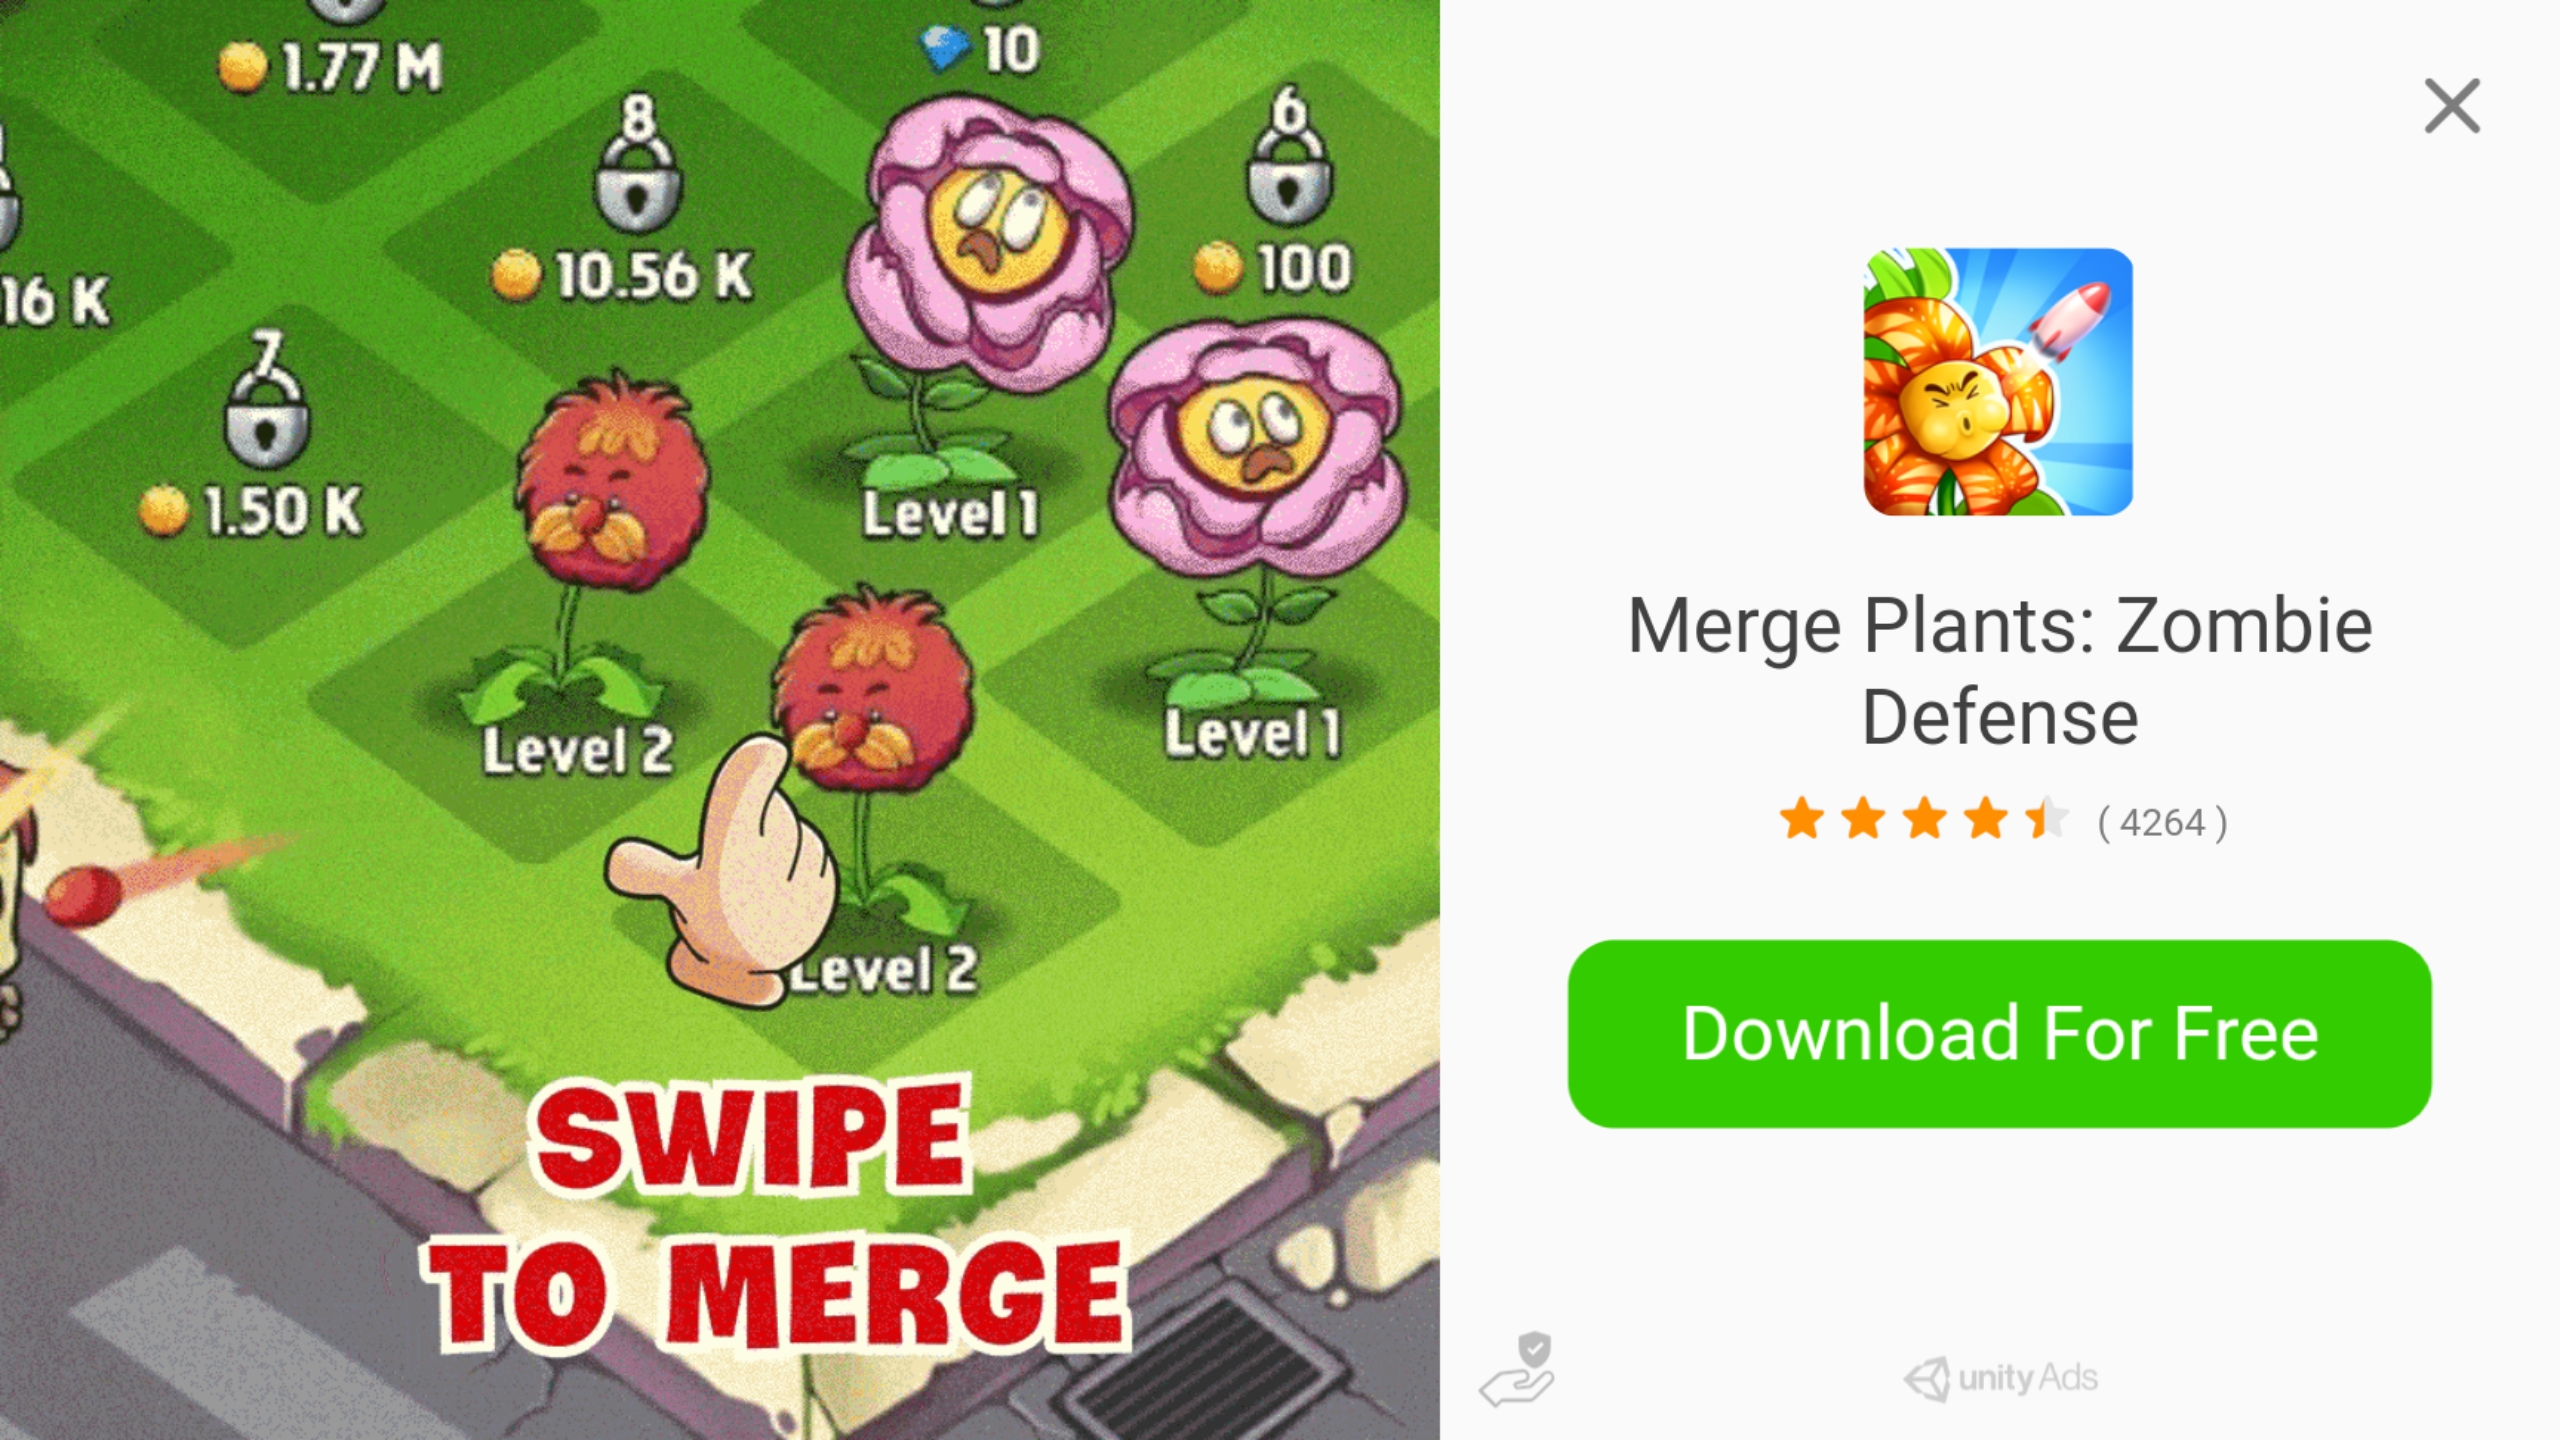 1.77 M
10
8
6
10.56 K
100
16 K
7
1.50 K
Level 1
Level 1
Level 2
Level 2
SWIPE
TO MERGE
Merge Plants: Zombie
Defense
( 4264 )
Download For Free
unity Ads